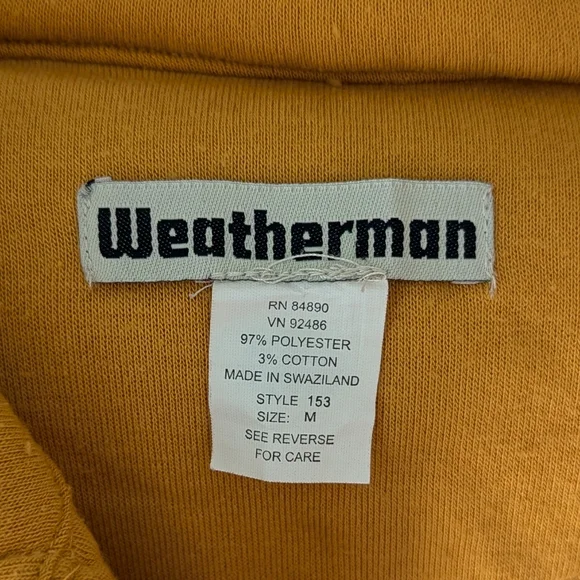 Weatherman
RN 84890
VN 92486
97% POLYESTER
3% COTTON
MADE IN SWAZILAND
STYLE 153
SIZE: M
SEE REVERSE
FOR CARE